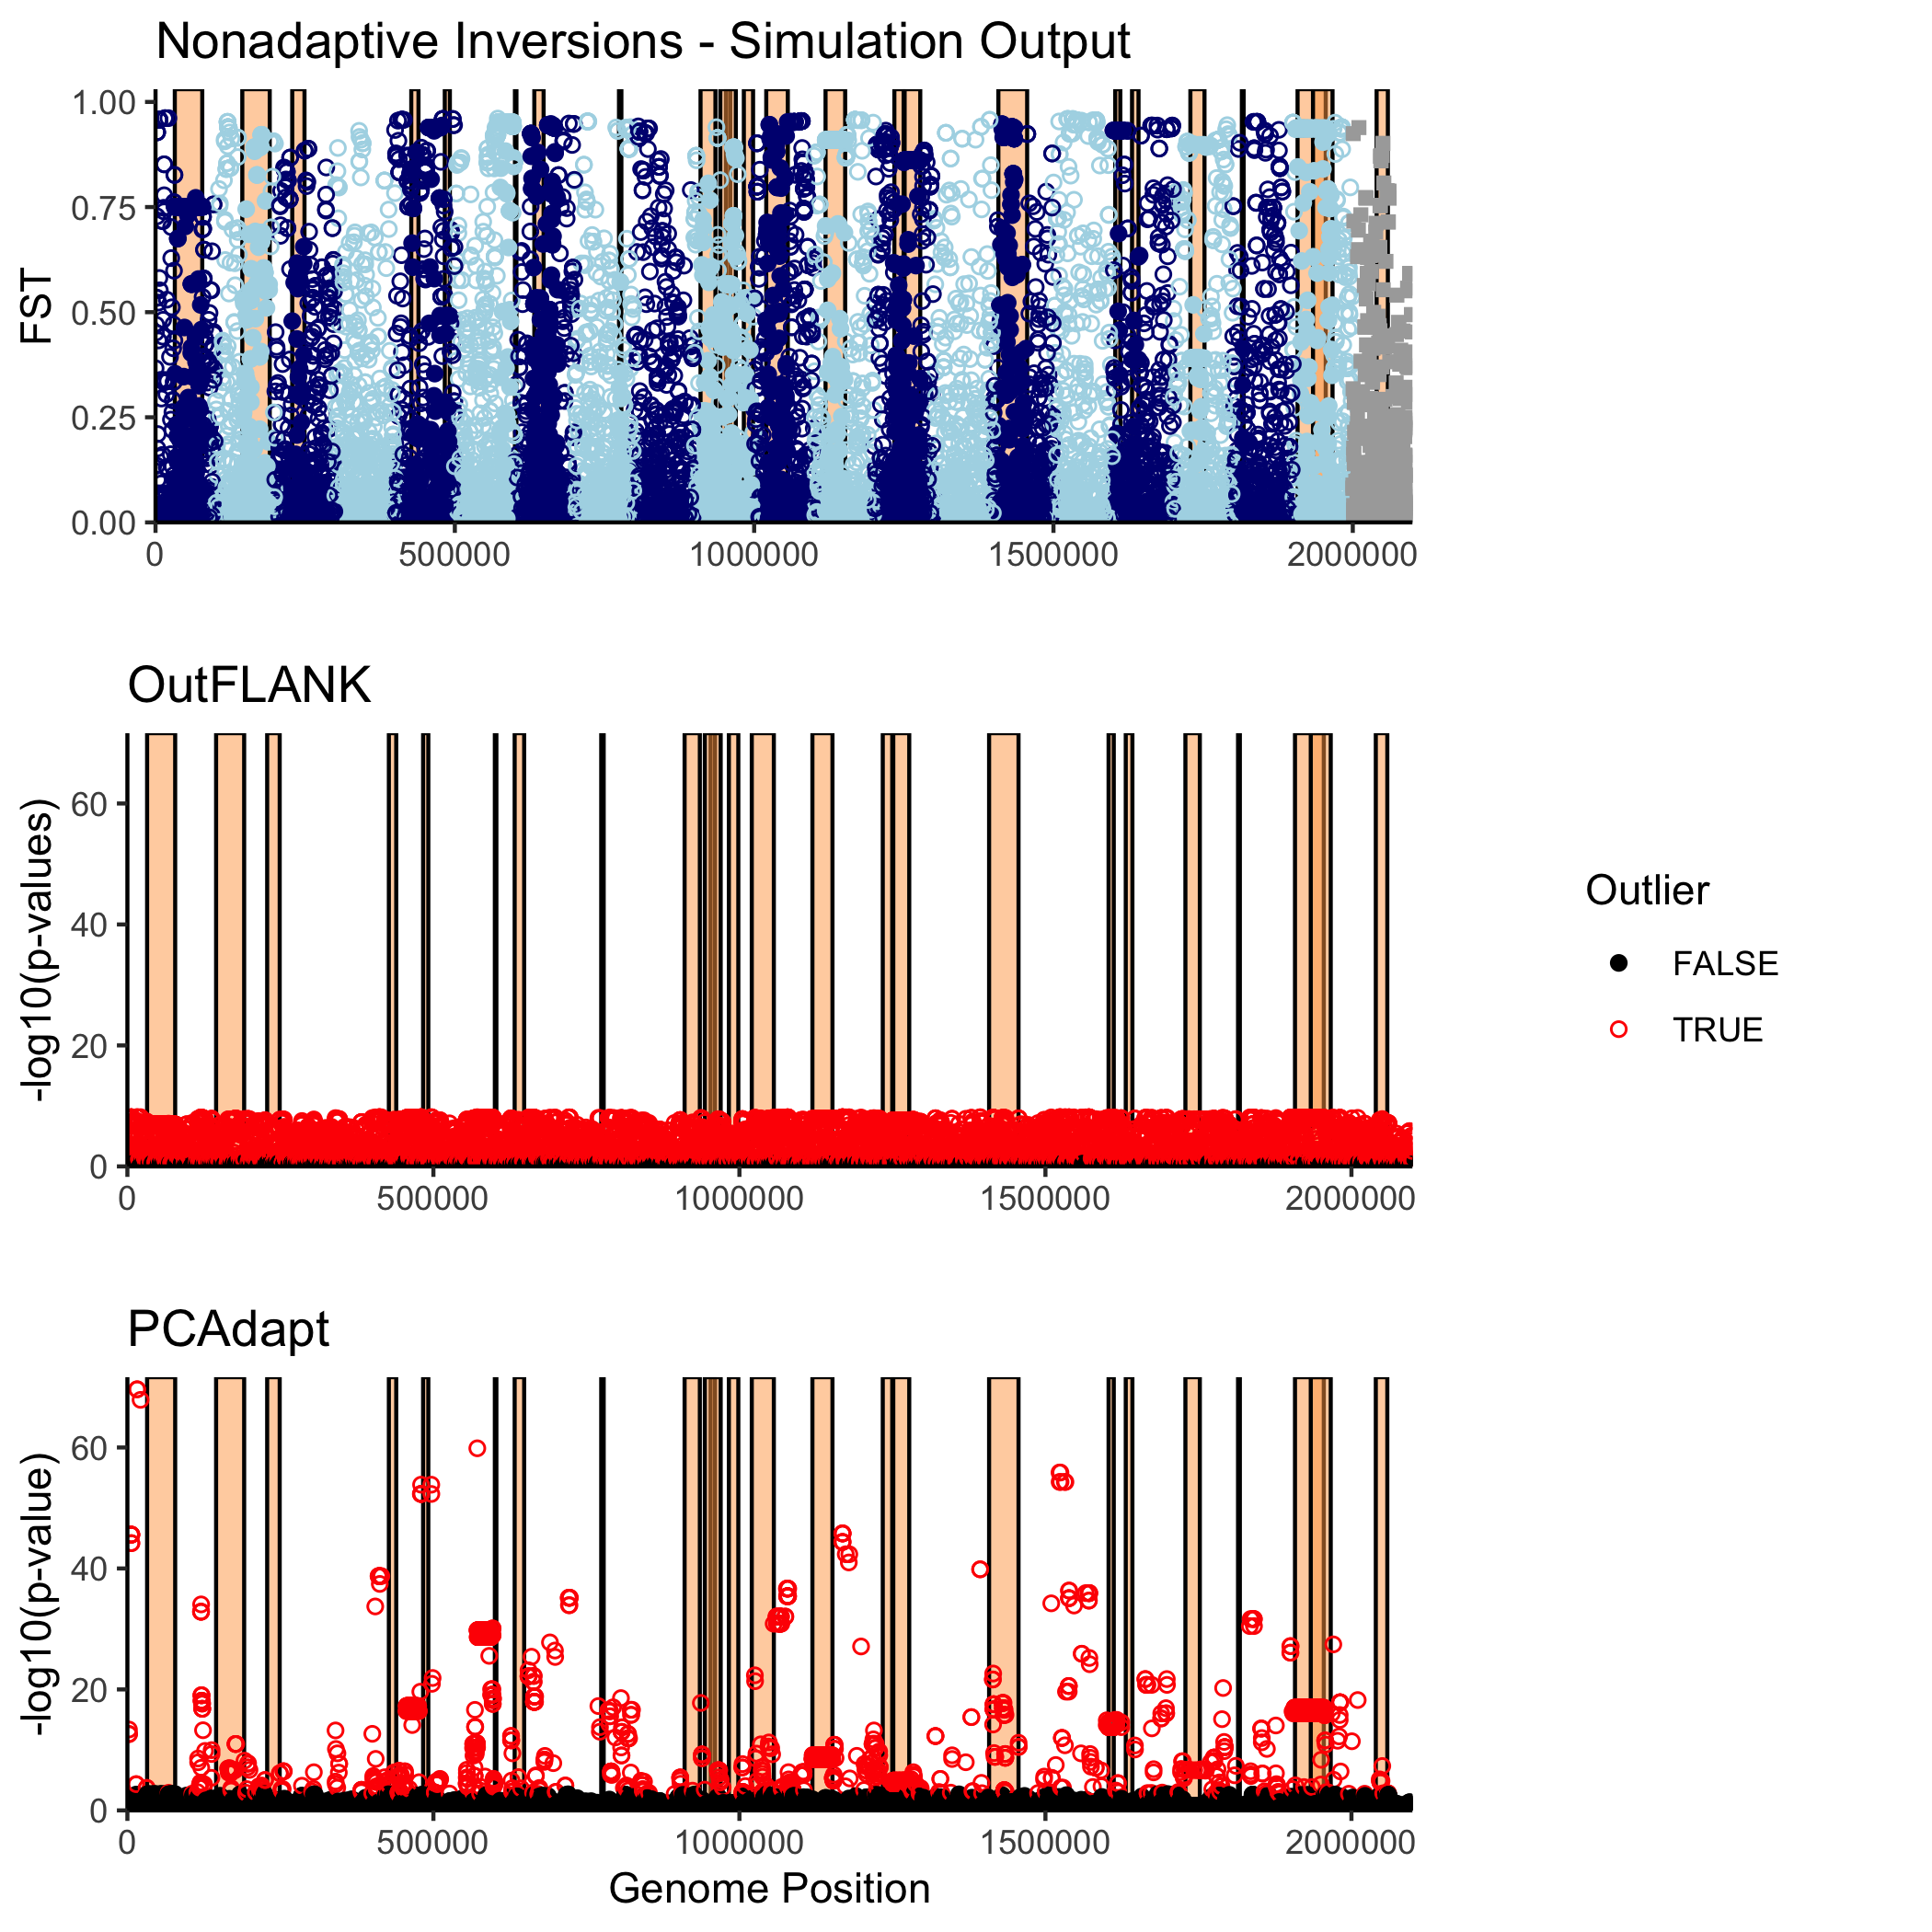 Nonadaptive Inversions - Simulation Output
FST
1.00
0.75
0.50
0.25
0.00
0 500000 1000000 1500000 2000000
OutFLANK
-log10(p-values)
60
40
20
0
0 500000 1000000 1500000 2000000
Outlier
FALSE
TRUE
PCAdapt
-log10(p-value)
60
40
20
0
0 500000 1000000 1500000 2000000
Genome Position